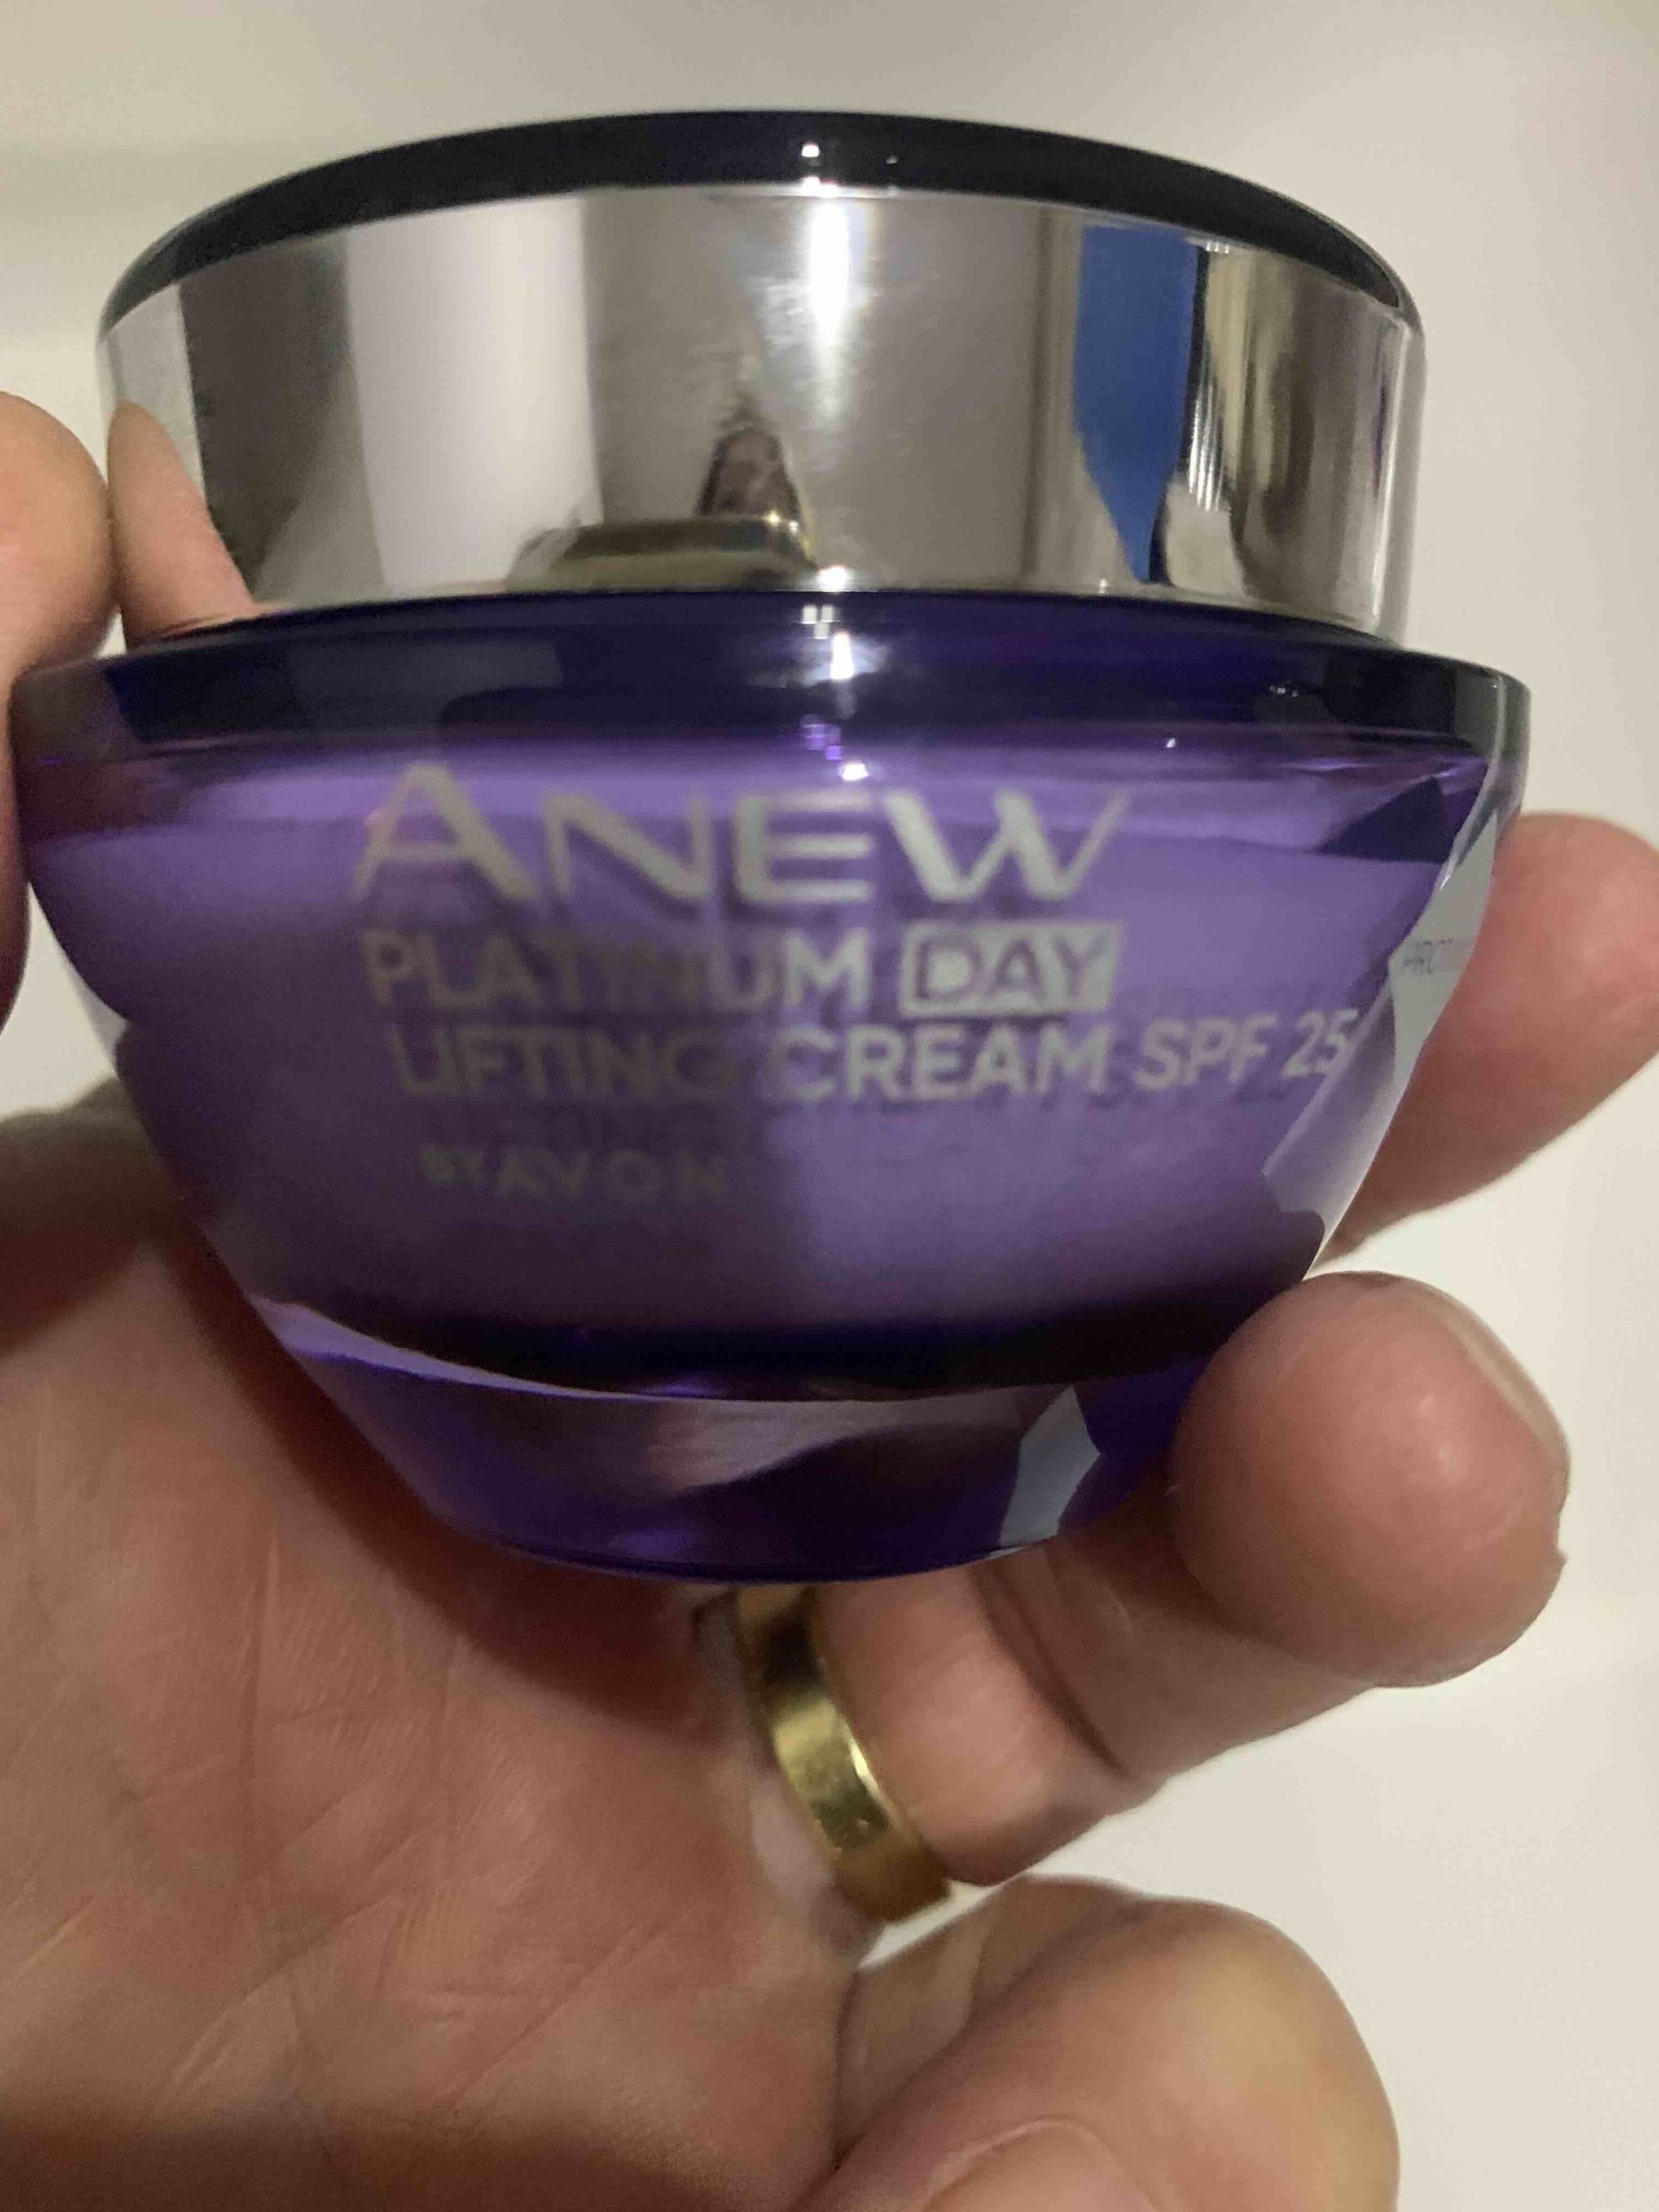 ANEW
PLATINUM DAY
LIFTING CREAM SPF 25
BY AVON